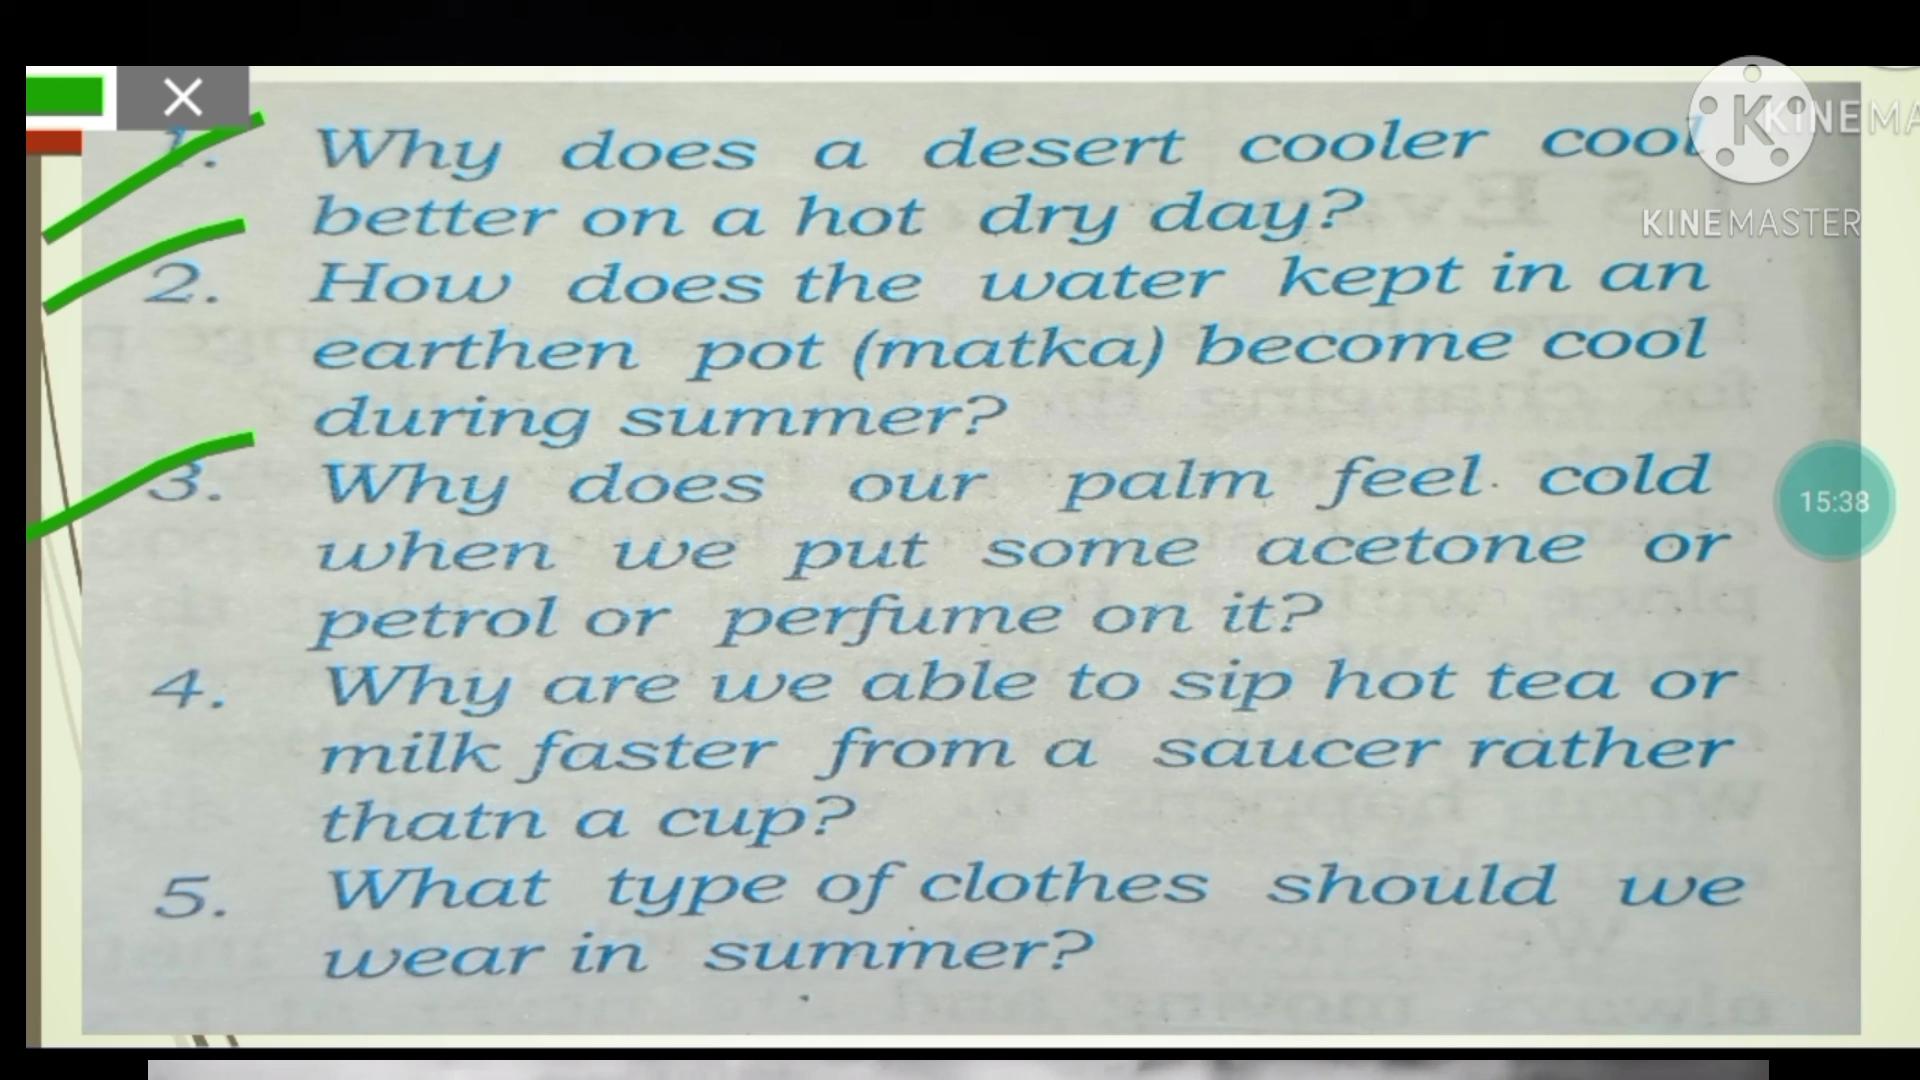 KINEMA
KINEMASTER
1. Why does a desert cooler cool
better on a hot dry day?
2. How does the water kept in an
earthen pot (matka) become cool
during summer?
3. Why does our palm feel cold
when we put some acetone or
petrol or perfume on it?
15:38
4. Why are we able to sip hot tea or
milk faster from a saucer rather
thatn a cup?
5. What type of clothes should we
wear in summer?